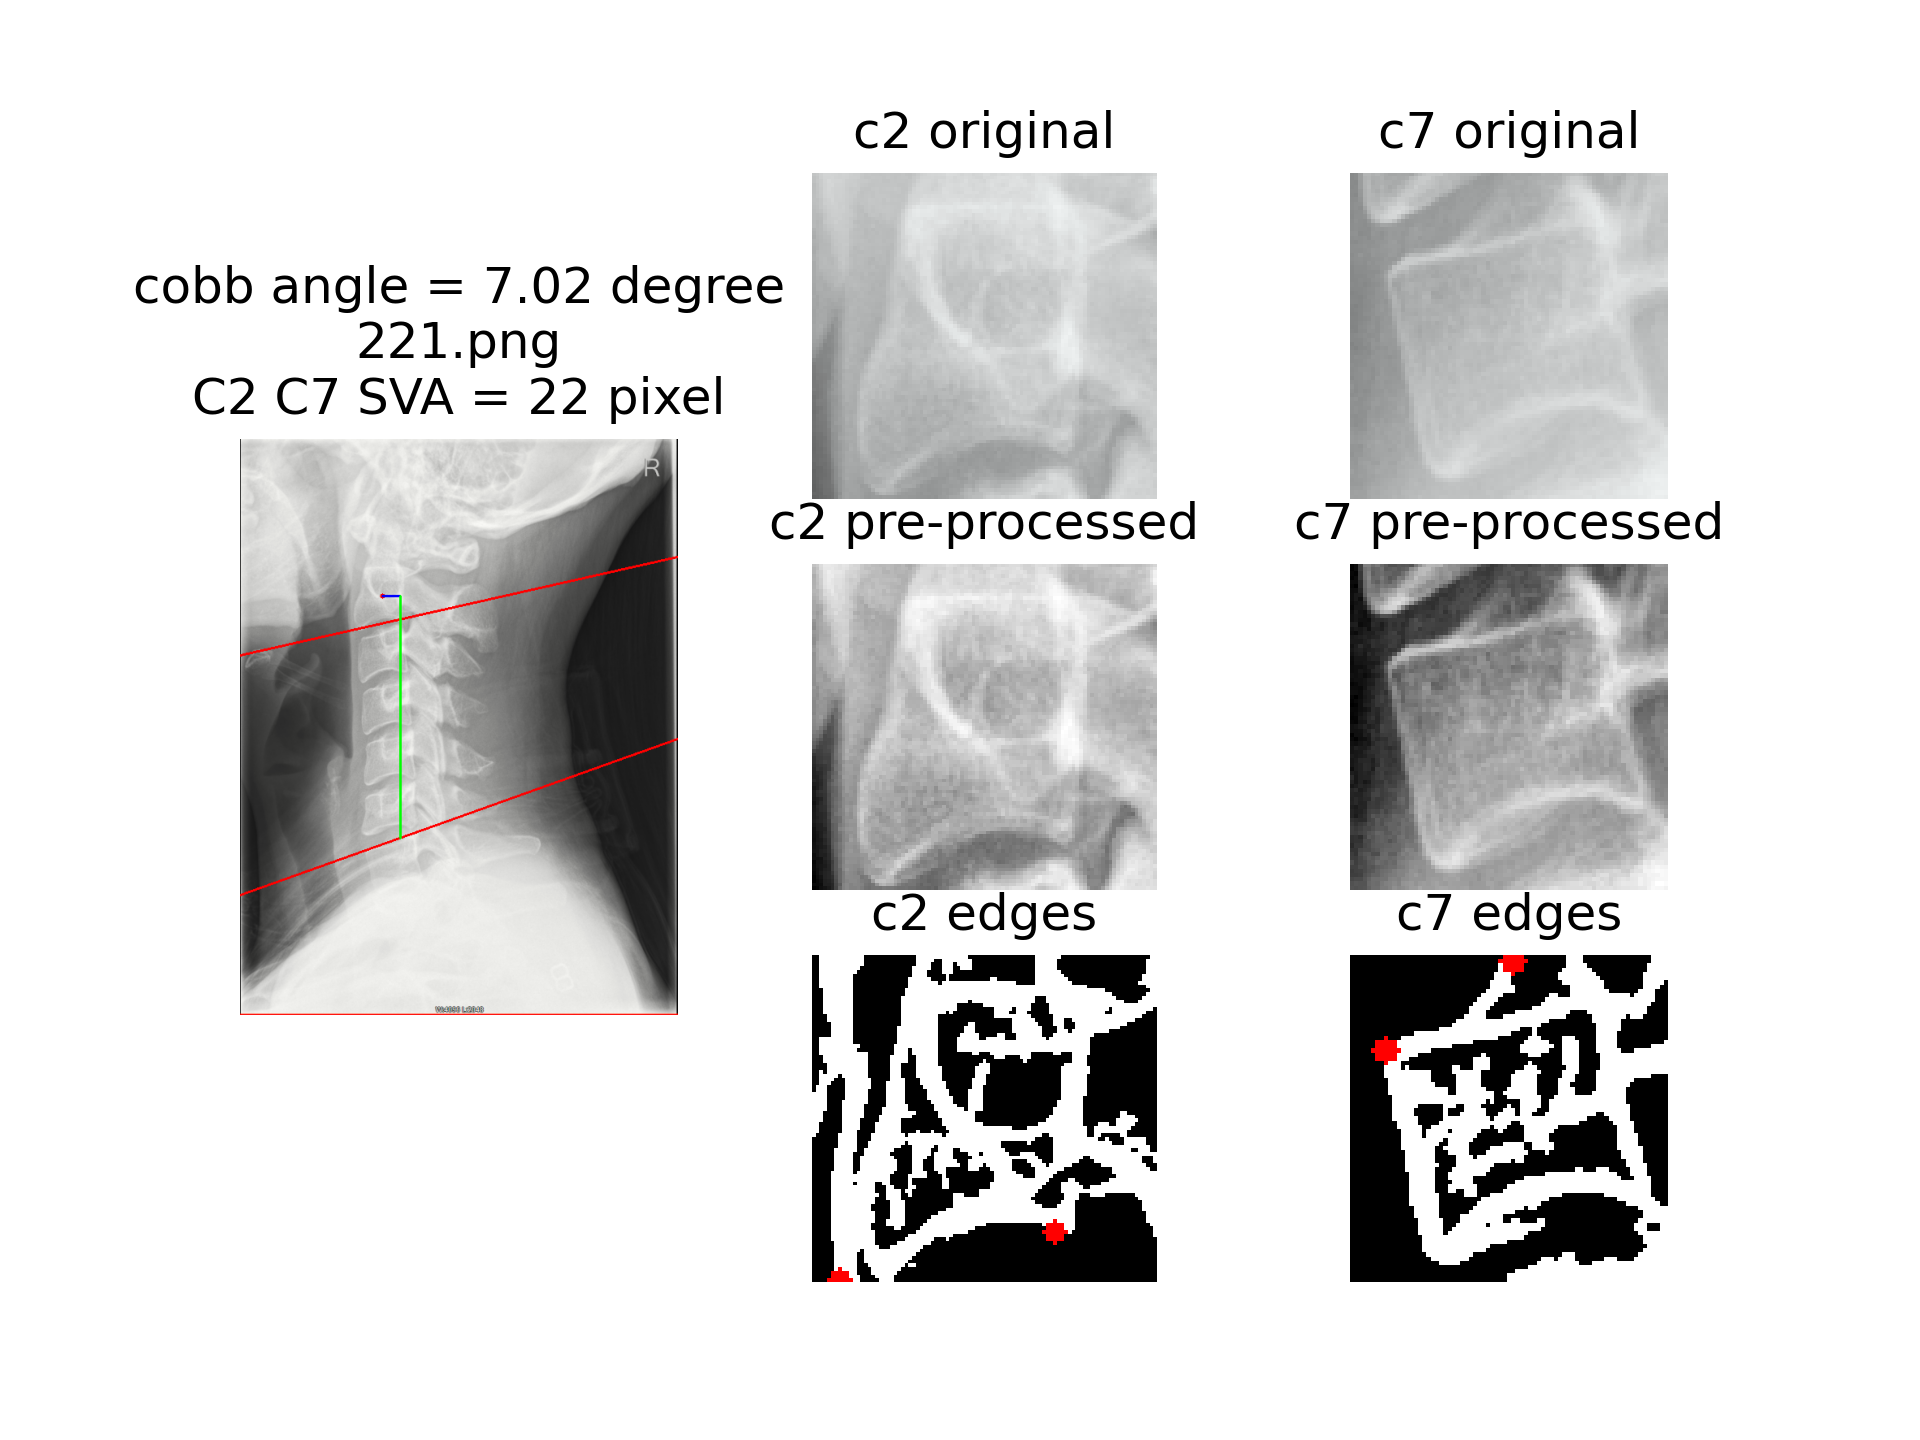 cobb angle = 7.02 degree
221.png
C2 C7 SVA = 22 pixel
R
c2 original
c7 original
c2 pre-processed
c7 pre-processed
c2 edges
c7 edges